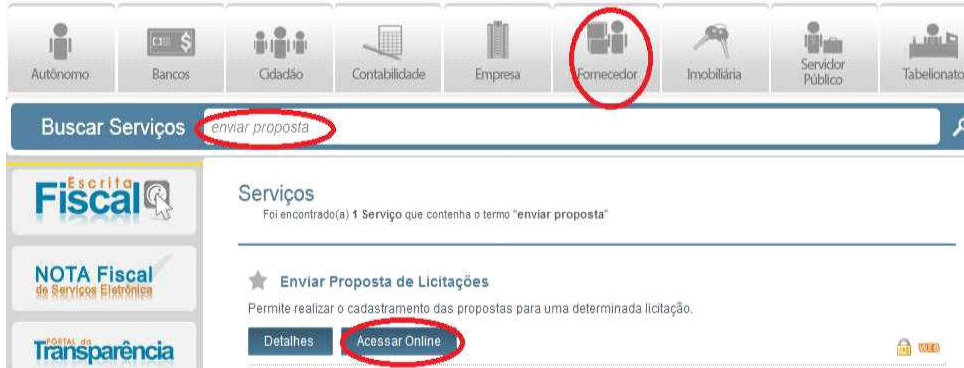 Autônomo Bancos Cidadão Contabilidade Empresa Fornecedor Imobiliária Servidor Público Tabelionato
Buscar Serviços enviar proposta
Escrita
Fiscal
NOTA Fiscal
de Serviços Eletrônica
PORTAL da
Transparência
Serviços
Foi encontrado(a) 1 Serviço que contenha o termo "enviar proposta"
Enviar Proposta de Licitações
Permite realizar o cadastramento das propostas para uma determinada licitação.
Detalhes Acessar Online
WEB